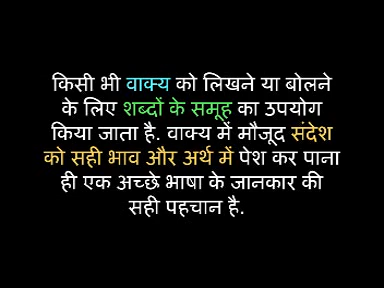 किसी भी वाक्य को लिखने या बोलने
के लिए शब्दों के समूह का उपयोग
किया जाता है. वाक्य में मौजूद संदेश
को सही भाव और अर्थ में पेश कर पाना
ही एक अच्छे भाषा के जानकार की
सही पहचान है.